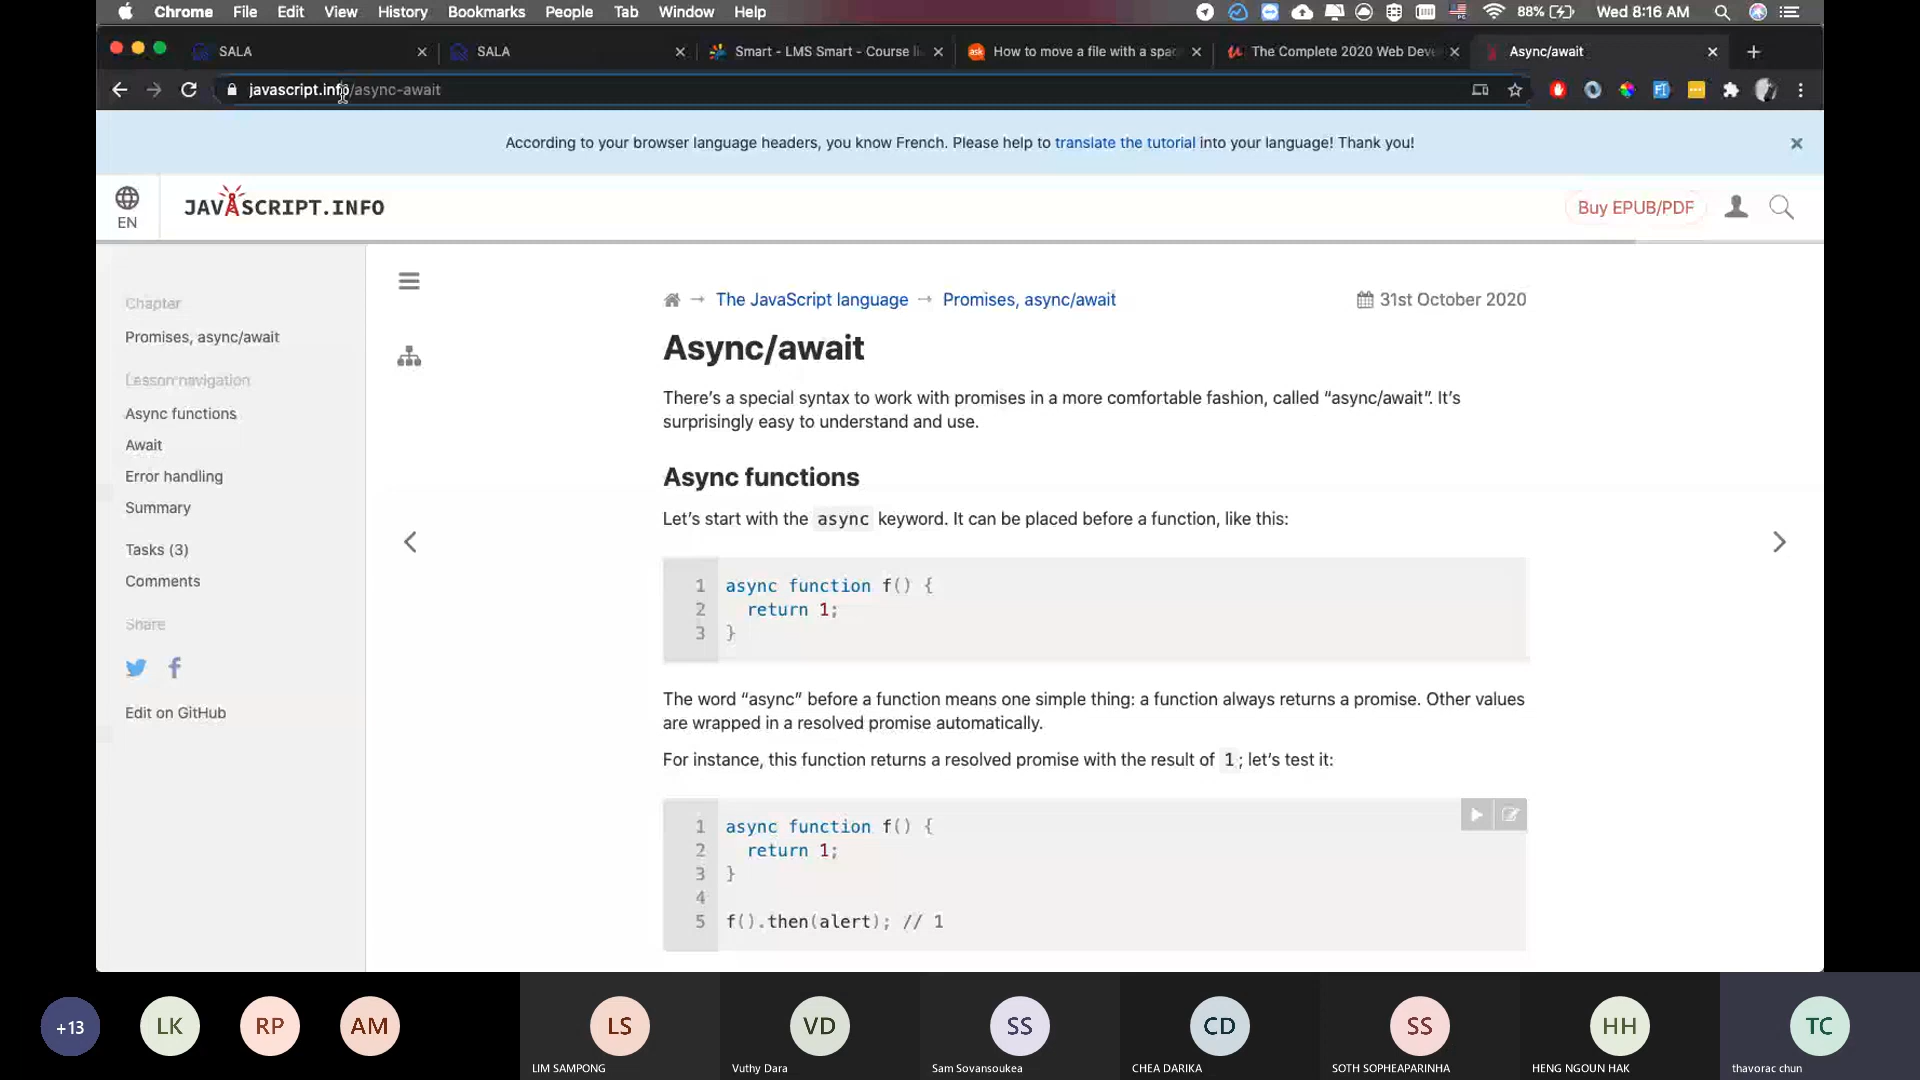 Chrome File Edit View History Bookmarks People Tab Window Help 88% Wed 8:16 AM
SALA SALA Smart - LMS Smart - Course li How to move a file with a spac The Complete 2020 Web Deve Async/await
javascript.info/async-await
According to your browser language headers, you know French. Please help to translate the tutorial into your language! Thank you!
EN
JAVASCRIPT.INFO
Buy EPUB/PDF
Chapter
Promises, async/await
Lesson navigation
Async functions
Await
Error handling
Summary
Tasks (3)
Comments
Share
Edit on GitHub
The JavaScript language → Promises, async/await
31st October 2020
Async/await
There’s a special syntax to work with promises in a more comfortable fashion, called “async/await”. It’s
surprisingly easy to understand and use.
Async functions
Let’s start with the async keyword. It can be placed before a function, like this:
1 async function f() {
2 return 1;
3 }
The word “async” before a function means one simple thing: a function always returns a promise. Other values
are wrapped in a resolved promise automatically.
For instance, this function returns a resolved promise with the result of 1; let’s test it:
1 async function f() {
2 return 1;
3 }
4
5 f().then(alert); // 1
+13
LK
RP
AM
LS
LIM SAMPONG
VD
Vuthy Dara
SS
Sam Sovansoukea
CD
CHEA DARIKA
SS
SOTH SOPHEAPARINHA
HH
HENG NGOUN HAK
TC
thavorac chun